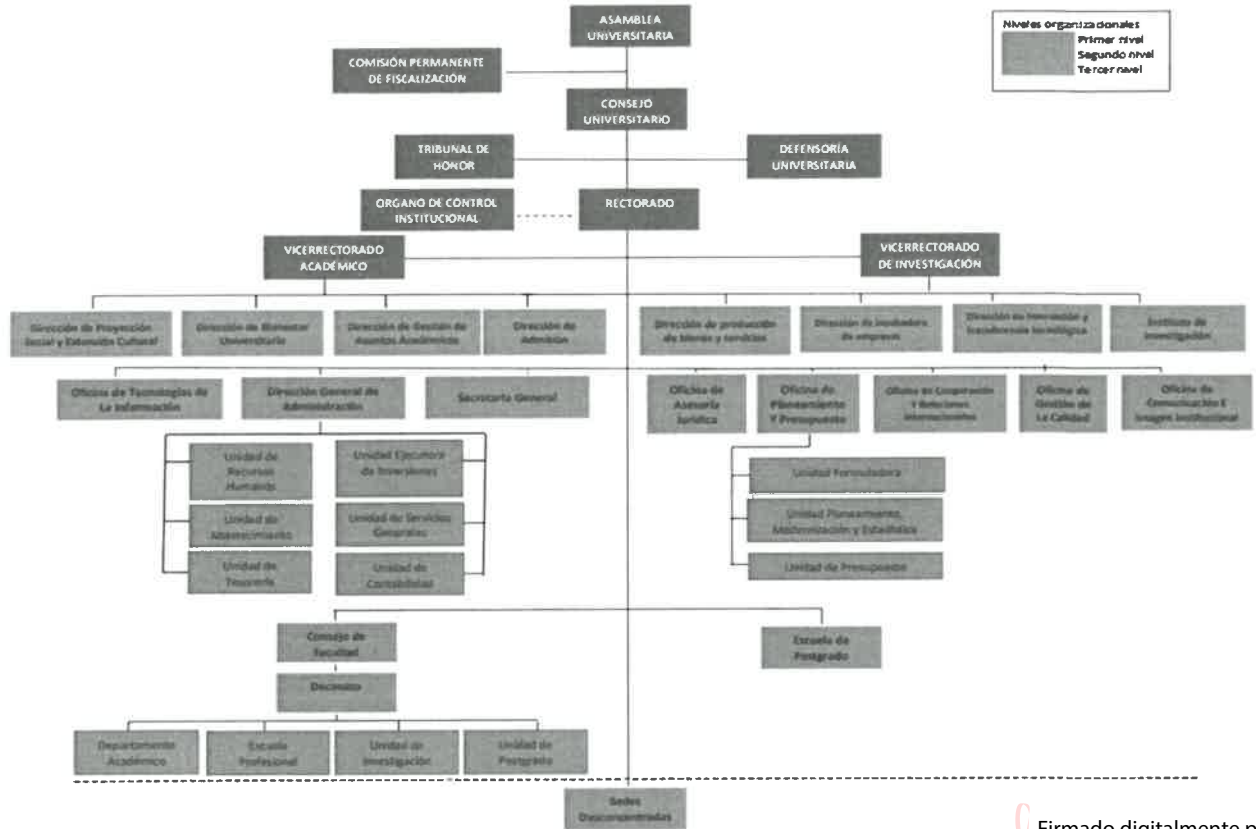 ASAMBLEA
UNIVERSITARIA
Niveles organizacionales
Primer nivel
Segundo nivel
Tercer nivel
COMISIÓN PERMANENTE
DE FISCALIZACIÓN
CONSEJO
UNIVERSITARIO
TRIBUNAL DE
HONOR
DEFENSORÍA
UNIVERSITARIA
ORGANO DE CONTROL
INSTITUCIONAL
RECTORADO
VICERRECTORADO
ACADÉMICO
VICERRECTORADO
DE INVESTIGACIÓN
Dirección de Proyección
Social y Extensión Cultural
Dirección de Bienestar
Universitario
Dirección de Gestión de
Asuntos Académicos
Dirección de
Admisión
Dirección de producción
de bienes y servicios
Dirección de incubadora
de empresas
Dirección de innovación y
transferencia tecnológica
Instituto de
Investigación
Oficina de Tecnologías de
La Información
Dirección General de
Administración
Secretaría General
Oficina de
Asesoría
Jurídica
Oficina de
Planeamiento
Y Presupuesto
Oficina de Cooperación
Y Relaciones
Internacionales
Oficina de
Gestión de
La Calidad
Oficina de
Comunicación E
Imagen Institucional
Unidad de
Recursos
Humanos
Unidad Ejecutora
de Inversiones
Unidad de
Abastecimiento
Unidad de Servicios
Generales
Unidad de
Tesorería
Unidad de
Contabilidad
Unidad Formuladora
Unidad Planeamiento,
Modernización y Estadística
Unidad de Presupuesto
Consejo de
Facultad
Decanato
Escuela de
Postgrado
Departamento
Académico
Escuela
Profesional
Unidad de
Investigación
Unidad de
Postgrado
Sedes
Desconcentradas
Firmado digitalmente p